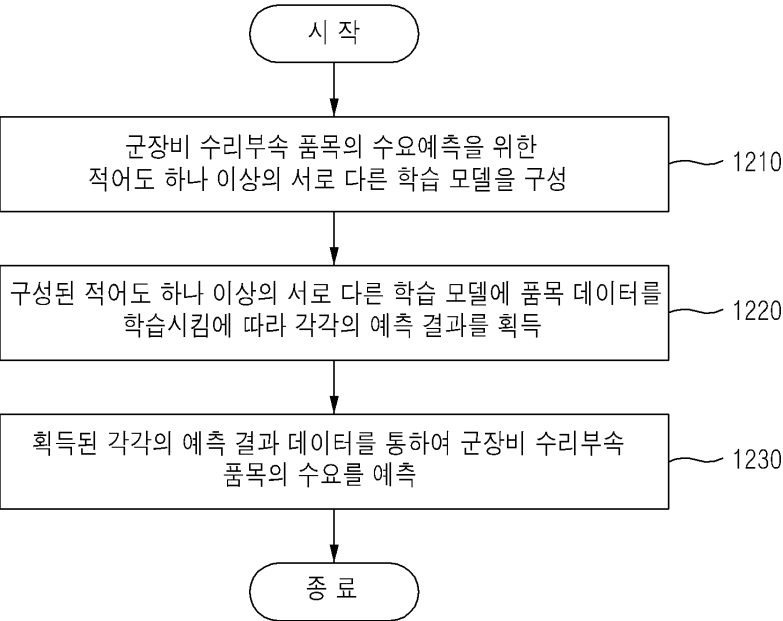 시 작
군장비 수리부속 품목의 수요예측을 위한
적어도 하나 이상의 서로 다른 학습 모델을 구성
1210
구성된 적어도 하나 이상의 서로 다른 학습 모델에 품목 데이터를
학습시킴에 따라 각각의 예측 결과를 획득
1220
획득된 각각의 예측 결과 데이터를 통하여 군장비 수리부속
품목의 수요를 예측
1230
종 료